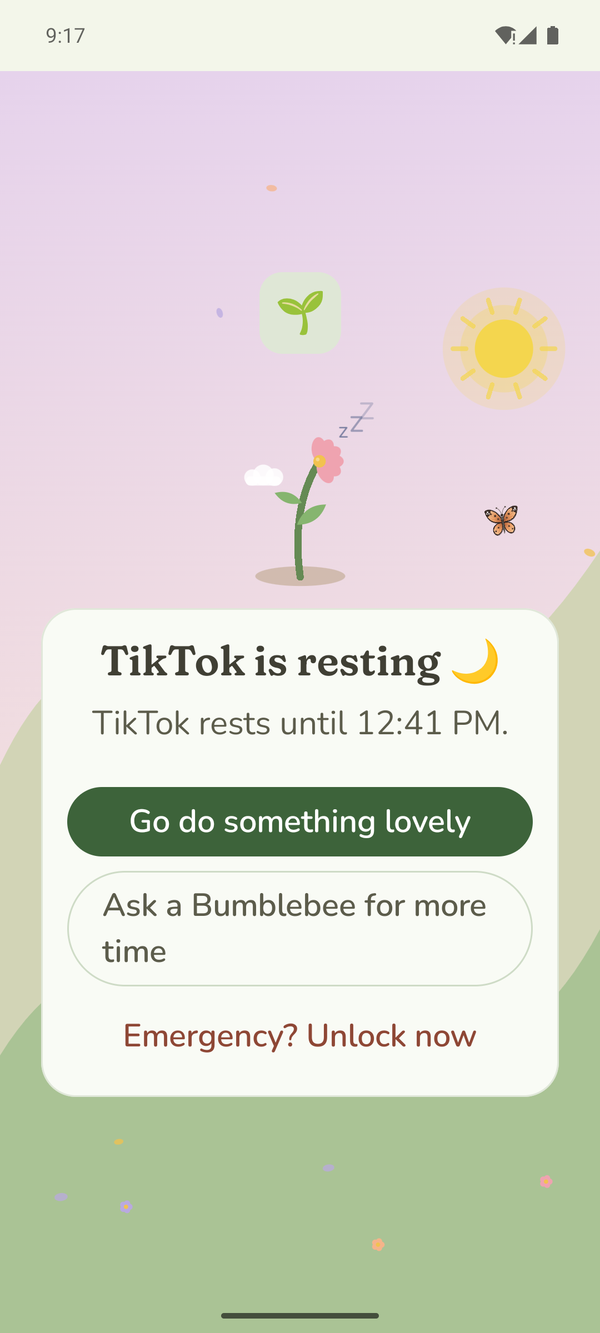 9:17
z
Z
Z
TikTok is resting 🌙
TikTok rests until 12:41 PM.
Go do something lovely
Ask a Bumblebee for more
time
Emergency? Unlock now